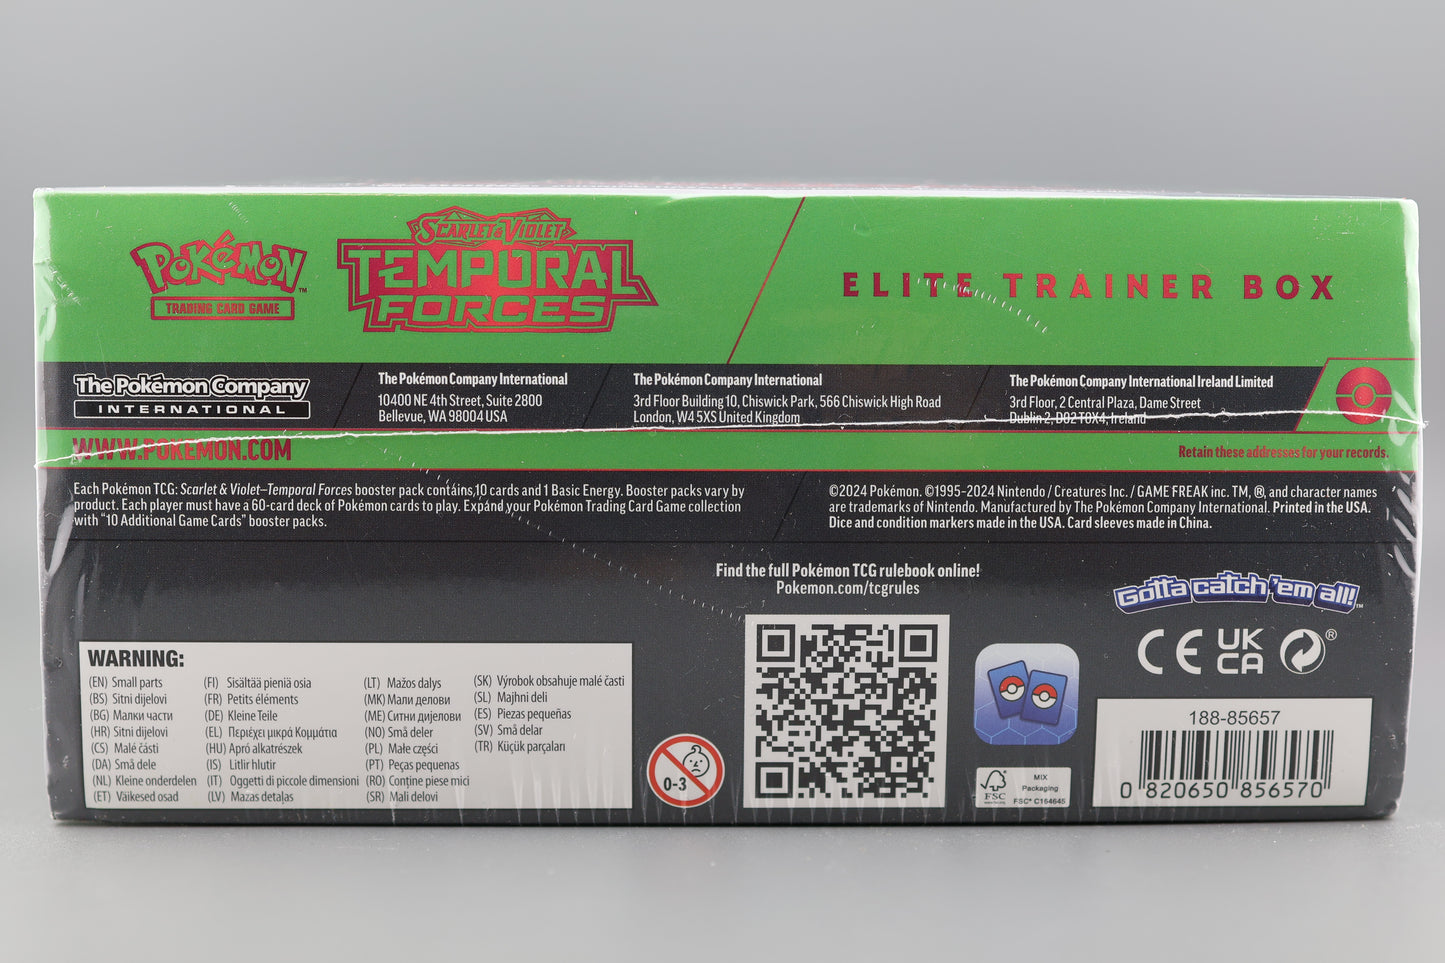 POKéMON™
TRADING CARD GAME
SCARLET & VIOLET
TEMPORAL
FORCES
ELITE TRAINER BOX
The Pokémon Company
INTERNATIONAL
The Pokémon Company International
10400 NE 4th Street, Suite 2800
Bellevue, WA 98004 USA
The Pokémon Company International
3rd Floor Building 10, Chiswick Park, 566 Chiswick High Road
London, W4 5XS United Kingdom
The Pokémon Company International Ireland Limited
3rd Floor, 2 Central Plaza, Dame Street
Dublin 2, D02 T0X4, Ireland
WWW.POKEMON.COM
Retain these addresses for your records.
Each Pokémon TCG: Scarlet & Violet—Temporal Forces booster pack contains 10 cards and 1 Basic Energy. Booster packs vary by
product. Each player must have a 60-card deck of Pokémon cards to play. Expand your Pokémon Trading Card Game collection
with “10 Additional Game Cards” booster packs.
©2024 Pokémon. ©1995–2024 Nintendo / Creatures Inc. / GAME FREAK inc. TM, ®, and character names
are trademarks of Nintendo. Manufactured by The Pokémon Company International. Printed in the USA.
Dice and condition markers made in the USA. Card sleeves made in China.
Find the full Pokémon TCG rulebook online!
Pokemon.com/tcgrules
Gotta catch 'em all!™
CE UK CA ®
WARNING:
(EN) Small parts
(BS) Sitni dijelovi
(BG) Малки части
(HR) Sitni dijelovi
(CS) Malé části
(DA) Små dele
(NL) Kleine onderdelen
(ET) Väikesed osad
(FI) Sisältää pieniä osia
(FR) Petits éléments
(DE) Kleine Teile
(EL) Περιέχει μικρά Κομμάτια
(HU) Apró alkatrészek
(IS) Litlir hlutir
(IT) Oggetti di piccole dimensioni
(LV) Mazas detaļas
(LT) Mažos dalys
(MK) Мали делови
(ME) Ситни дијелови
(NO) Små deler
(PL) Małe części
(PT) Peças pequenas
(RO) Conține piese mici
(SR) Mali delovi
(SK) Výrobok obsahuje malé časti
(SL) Majhni deli
(ES) Piezas pequeñas
(SV) Små delar
(TR) Küçük parçaları
0-3
FSC
www.fsc.org
MIX
Packaging
FSC® C164645
188-85657
0 820650 856570